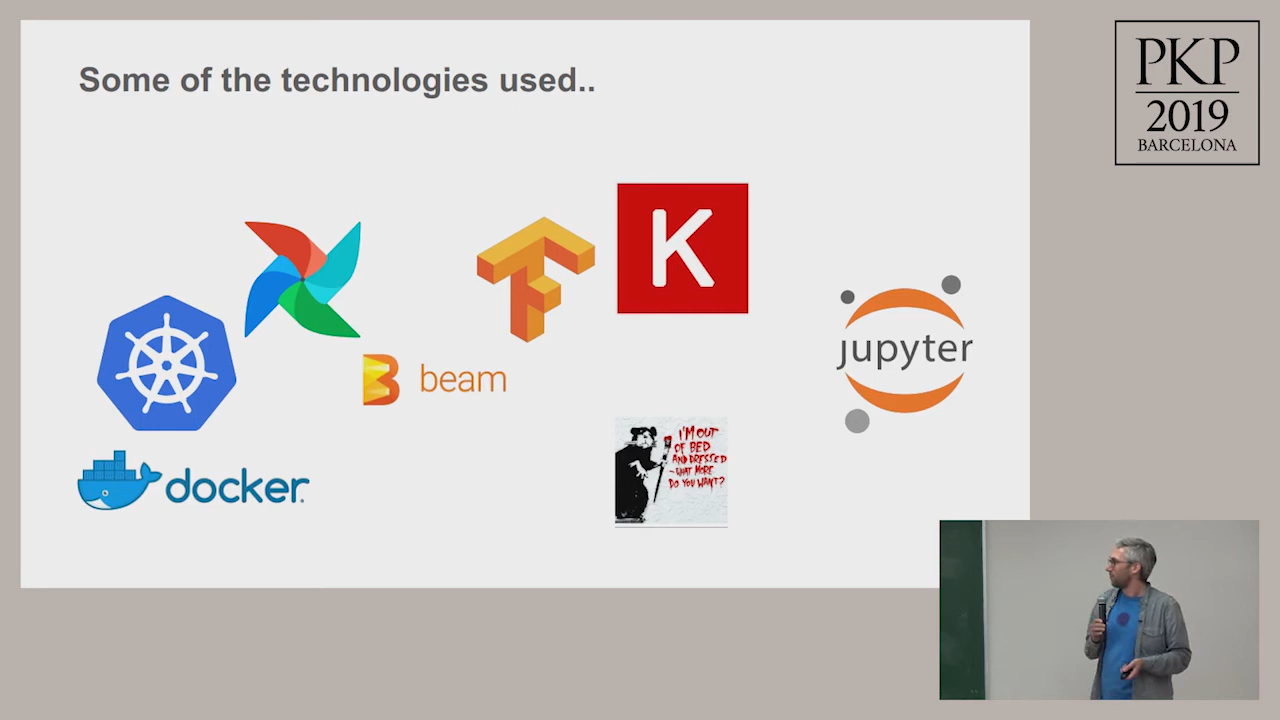 Some of the technologies used..
PKP
2019
BARCELONA
K
beam
jupyter
I'M OUT
OF BED
AND DRESSED
-WHAT MORE
DO YOU WANT?
docker